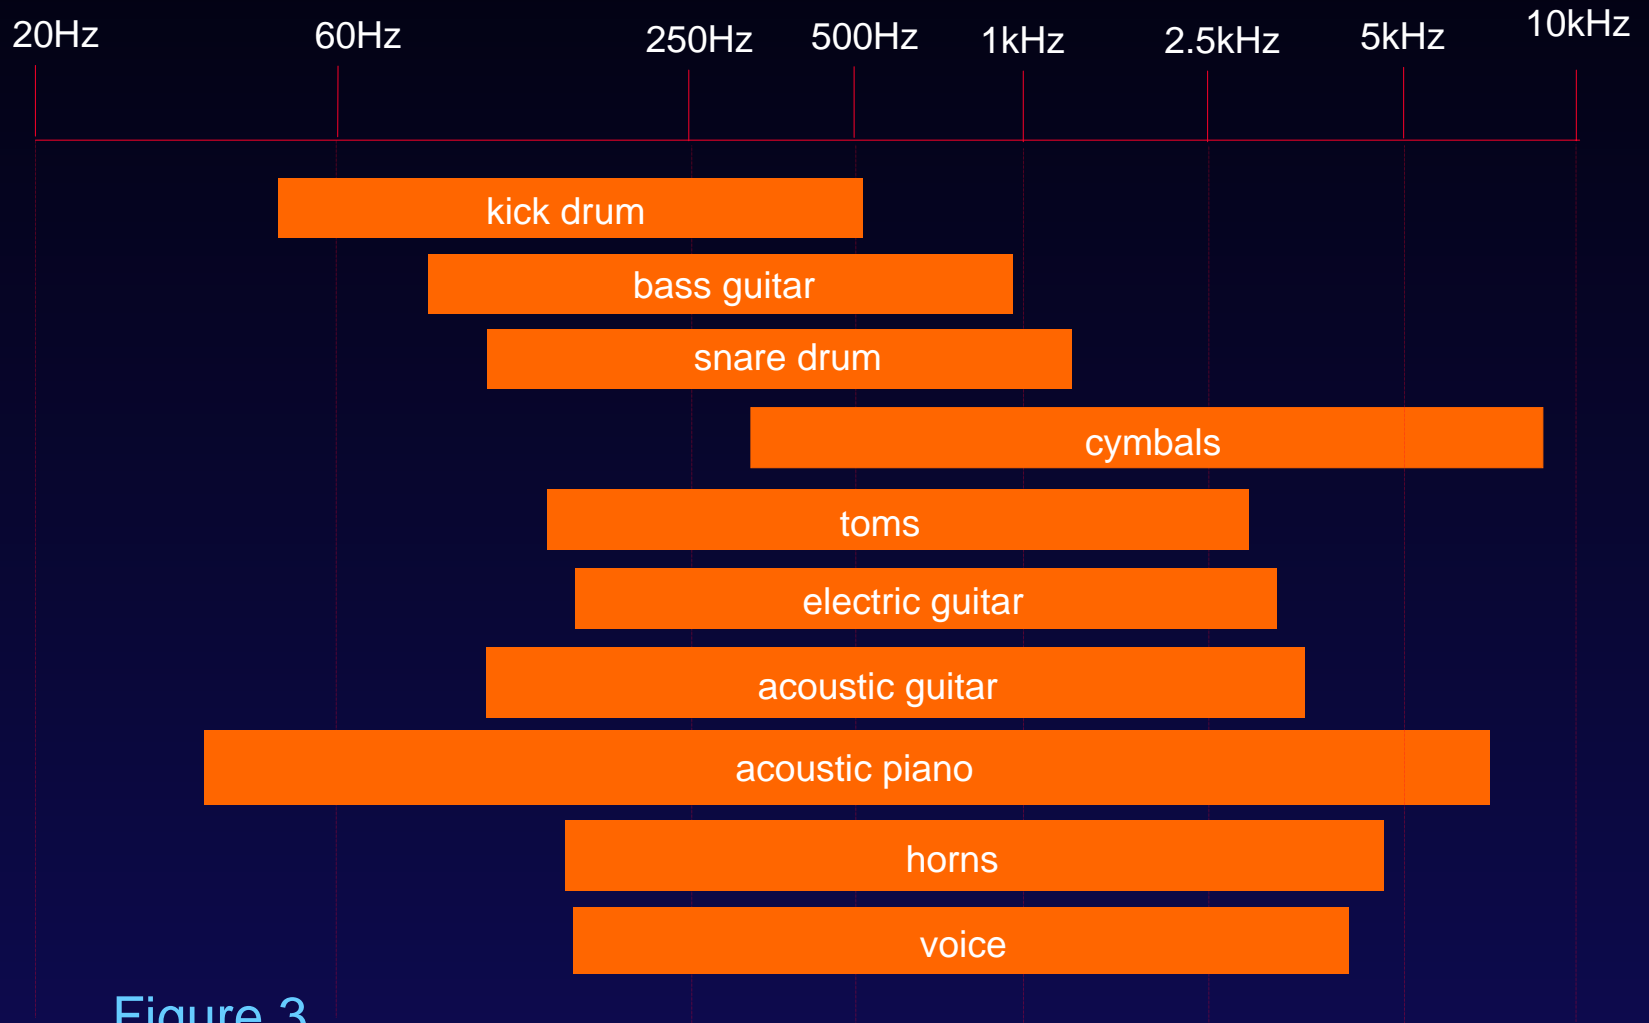 20Hz 60Hz 250Hz 500Hz 1kHz 2.5kHz 5kHz 10kHz
kick drum
bass guitar
snare drum
cymbals
toms
electric guitar
acoustic guitar
acoustic piano
horns
voice
Figure 3